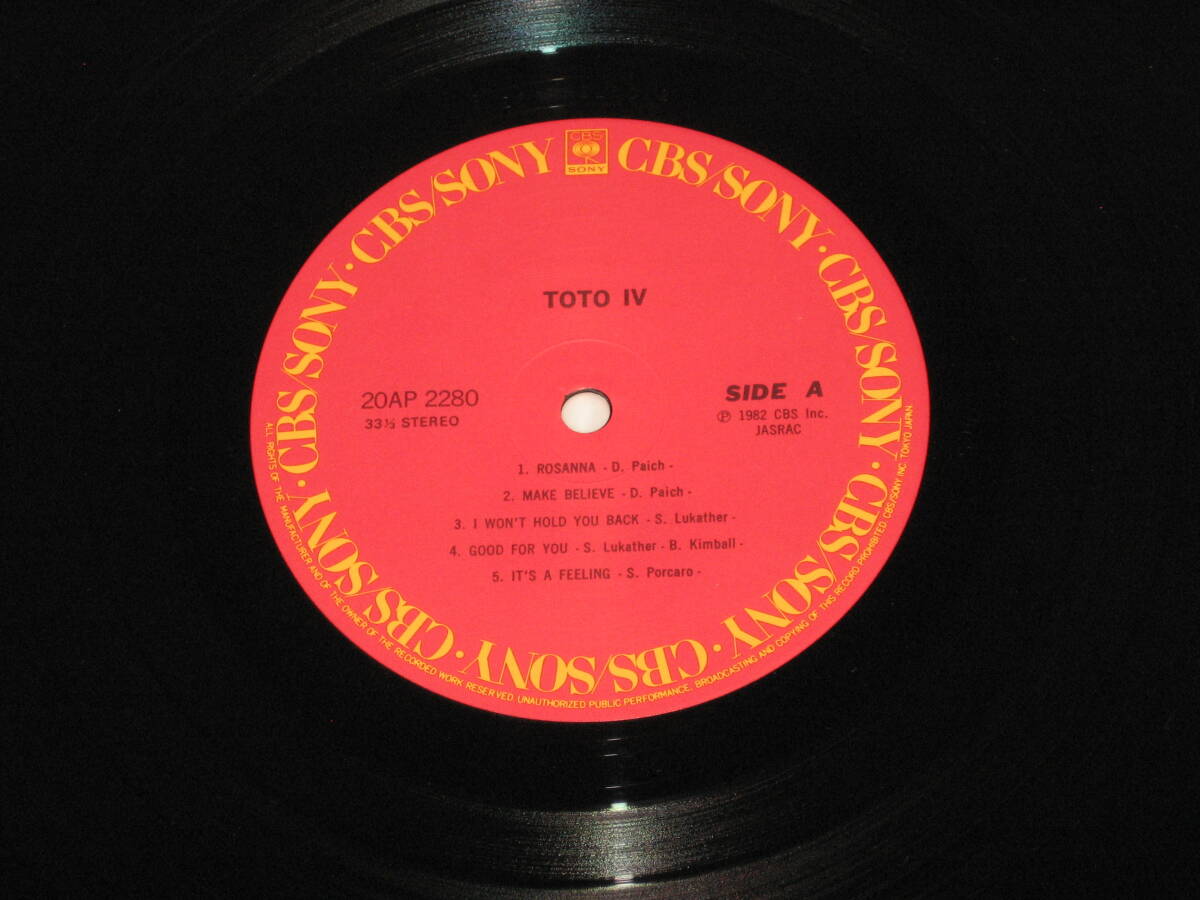 CBS
SONY
CBS/SONY · CBS/SONY · CBS/SONY · CBS/SONY · CBS/SONY · CBS/SONY · CBS/SONY · CBS/SONY · CBS/SONY
TOTO IV
20AP 2280
33⅓ STEREO
SIDE A
Ⓟ 1982 CBS Inc.
JASRAC
1. ROSANNA - D. Paich -
2. MAKE BELIEVE - D. Paich -
3. I WON'T HOLD YOU BACK - S. Lukather -
4. GOOD FOR YOU - S. Lukather - B. Kimball -
5. IT'S A FEELING - S. Porcaro -
ALL RIGHTS OF THE MANUFACTURER AND OF THE OWNER OF THE RECORDED WORK RESERVED. UNAUTHORIZED PUBLIC PERFORMANCE, BROADCASTING AND COPYING OF THIS RECORD PROHIBITED CBS/SONY INC. TOKYO JAPAN